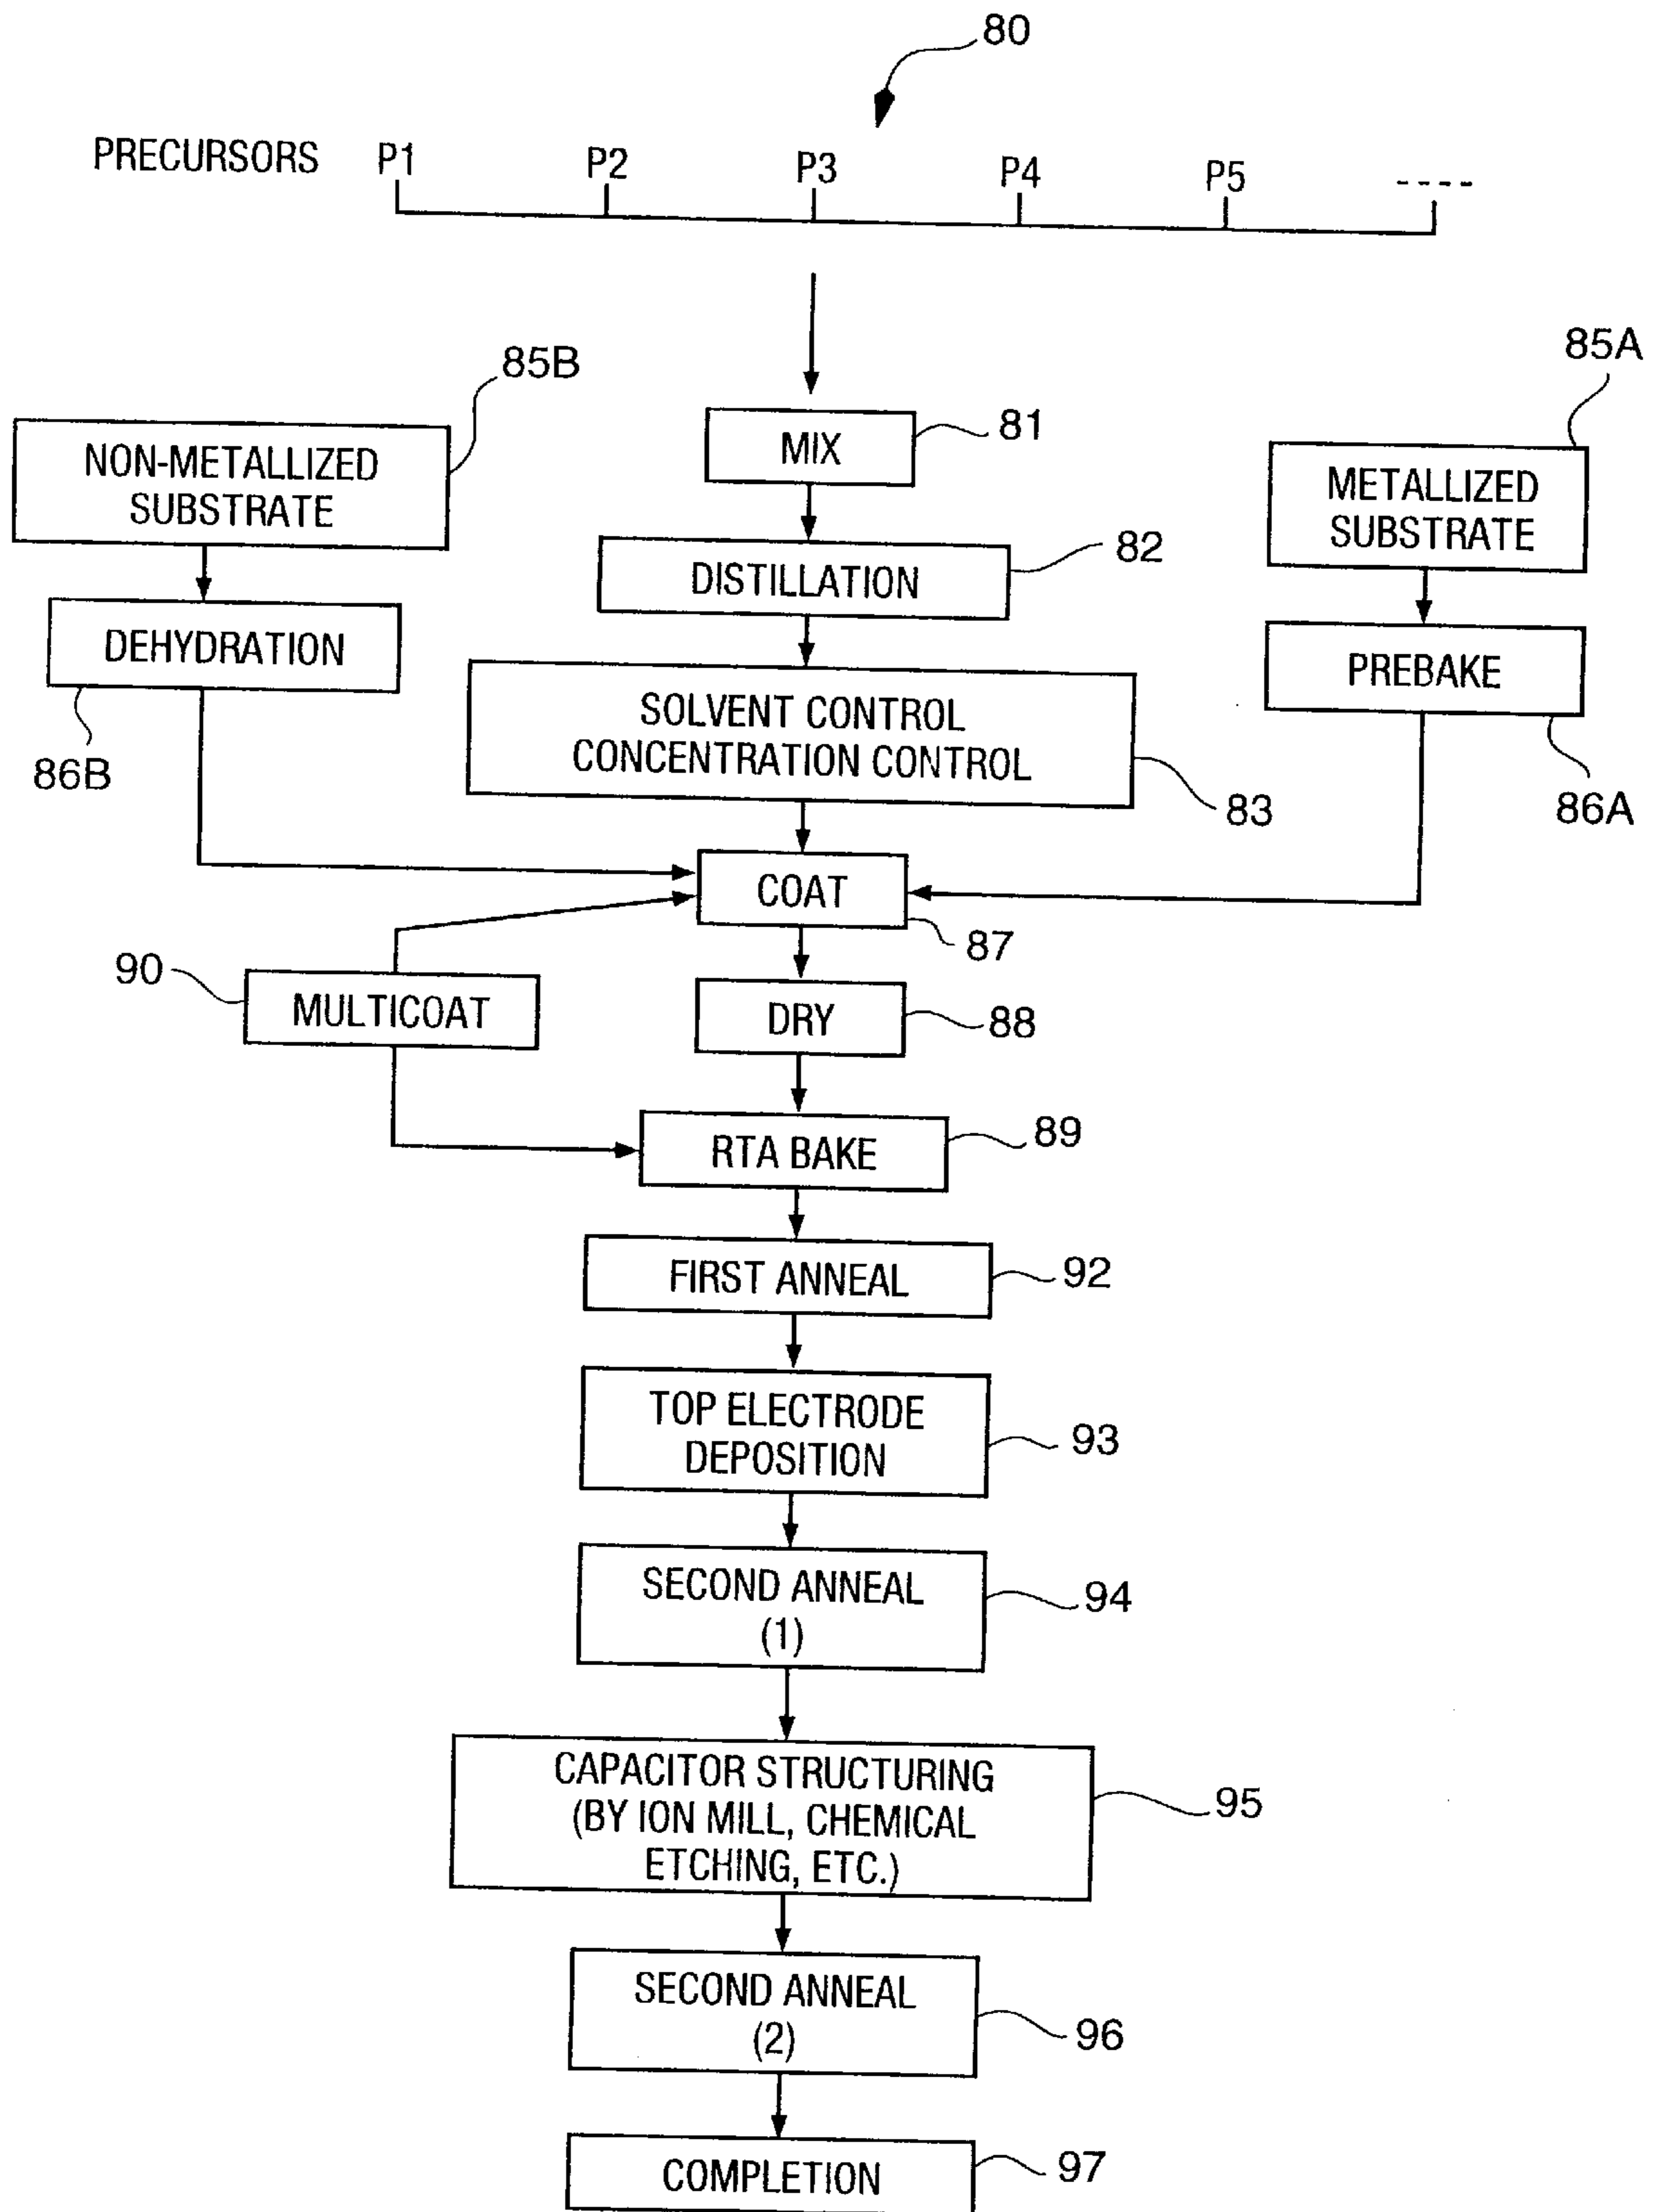 80
PRECURSORS P1 P2 P3 P4 P5 ----
85B
85A
NON-METALLIZED
SUBSTRATE
MIX
81
METALLIZED
SUBSTRATE
DISTILLATION
82
DEHYDRATION
86B
PREBAKE
86A
SOLVENT CONTROL
CONCENTRATION CONTROL
83
COAT
87
90
MULTICOAT
DRY
88
RTA BAKE
89
FIRST ANNEAL
92
TOP ELECTRODE
DEPOSITION
93
SECOND ANNEAL
(1)
94
CAPACITOR STRUCTURING
(BY ION MILL, CHEMICAL
ETCHING, ETC.)
95
SECOND ANNEAL
(2)
96
COMPLETION
97